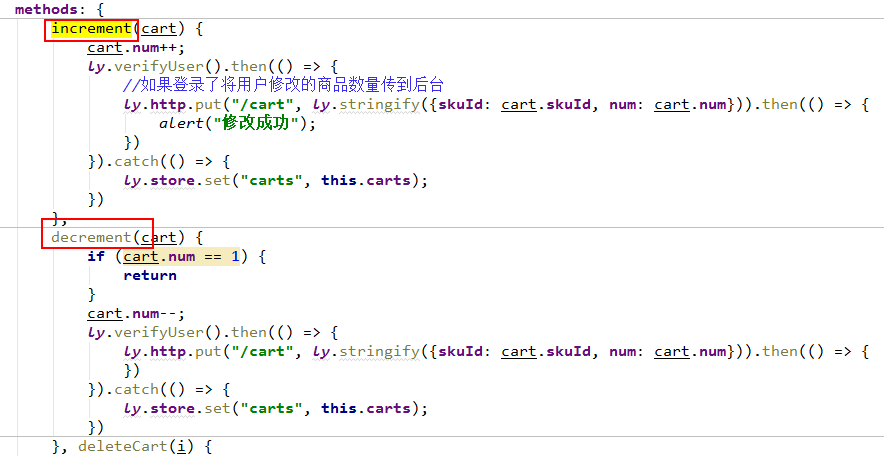 methods: {
increment(cart) {
cart.num++;
ly.verifyUser().then(() => {
//如果登录了将用户修改的商品数量传到后台
ly.http.put("/cart", ly.stringify({skuId: cart.skuId, num: cart.num})).then(() => {
alert("修改成功");
})
}).catch(() => {
ly.store.set("carts", this.carts);
})
},
decrement(cart) {
if (cart.num == 1) {
return
}
cart.num--;
ly.verifyUser().then(() => {
ly.http.put("/cart", ly.stringify({skuId: cart.skuId, num: cart.num})).then(() => {
})
}).catch(() => {
ly.store.set("carts", this.carts);
})
}, deleteCart(i) {